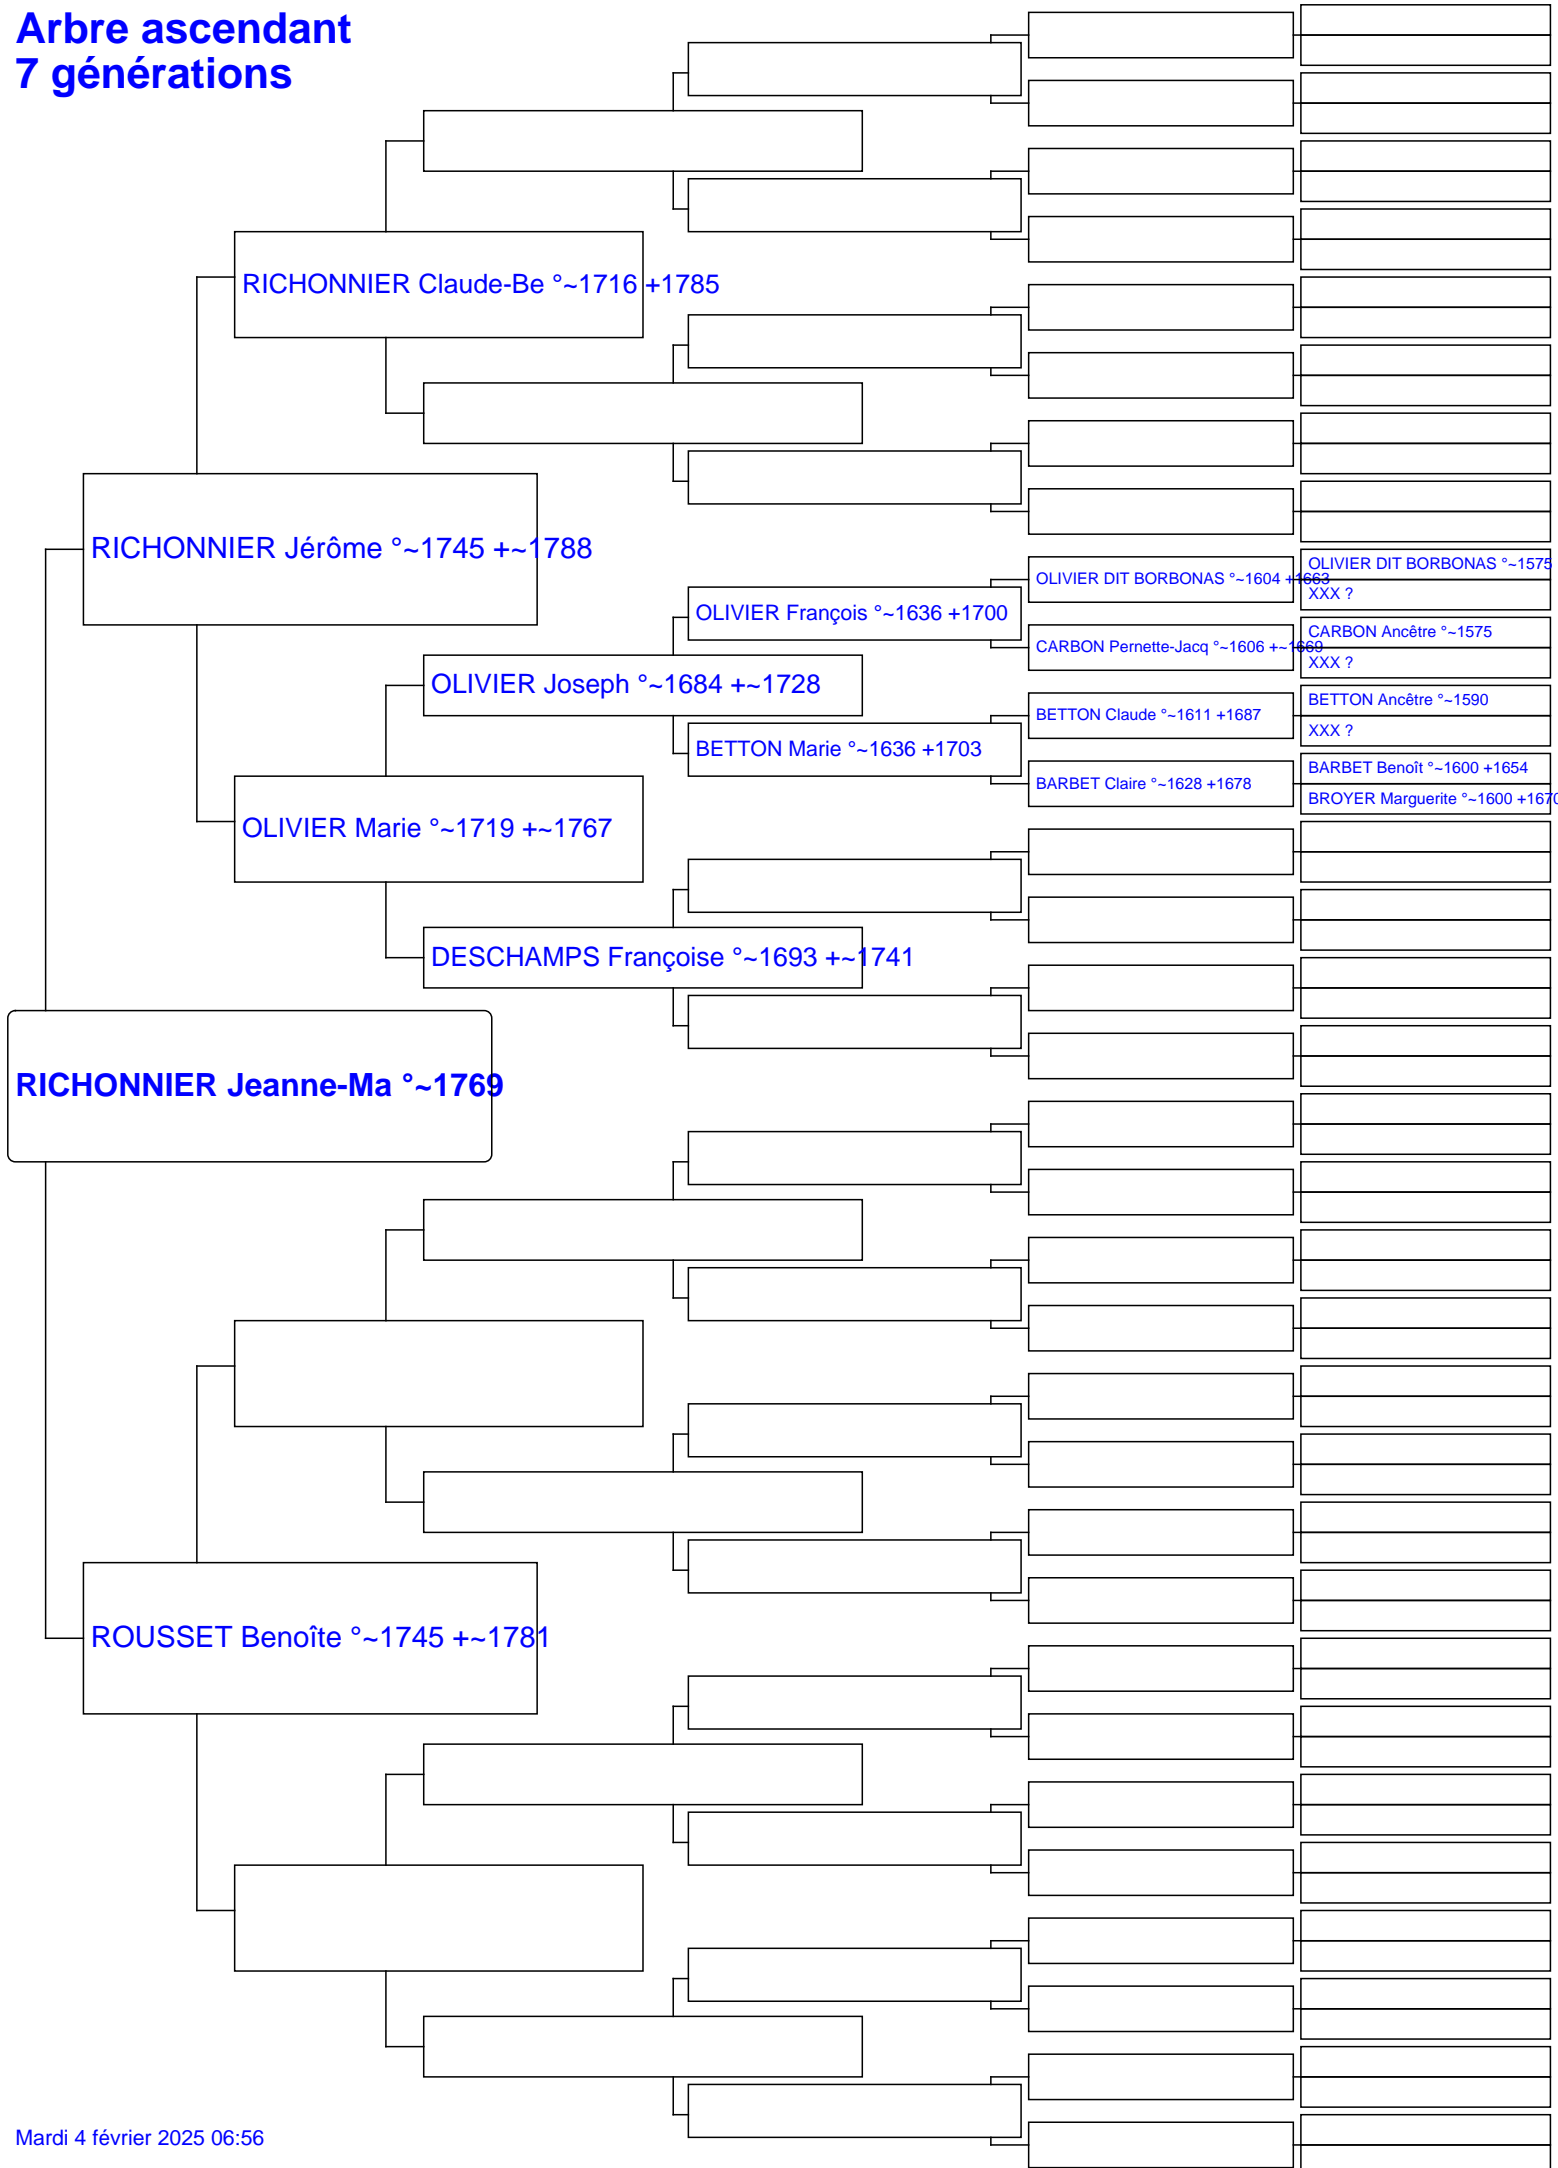 Arbre ascendant
7 générations
RICHONNIER Claude-Be °~1716 +1785
RICHONNIER Jérôme °~1745 +~1788
OLIVIER DIT BORBONAS °~1604 +1663
OLIVIER DIT BORBONAS °~1575
XXX ?
OLIVIER François °~1636 +1700
CARBON Pernette-Jacq °~1606 +~1669
CARBON Ancêtre °~1575
XXX ?
OLIVIER Joseph °~1684 +~1728
BETTON Claude °~1611 +1687
BETTON Ancêtre °~1590
XXX ?
BETTON Marie °~1636 +1703
BARBET Claire °~1628 +1678
BARBET Benoît °~1600 +1654
BROYER Marguerite °~1600 +1670
OLIVIER Marie °~1719 +~1767
DESCHAMPS Françoise °~1693 +~1741
RICHONNIER Jeanne-Ma °~1769
ROUSSET Benoîte °~1745 +~1781
Mardi 4 février 2025 06:56